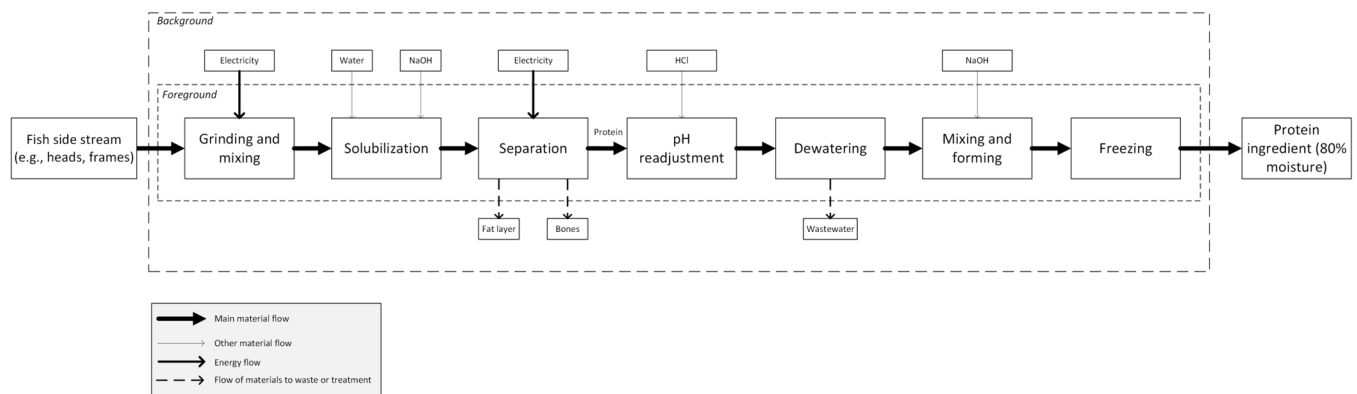 Background
Electricity
Water
NaOH
Electricity
HCl
NaOH
Foreground
Fish side stream
(e.g., heads, frames)
Grinding and
mixing
Solubilization
Separation
Protein
pH
readjustment
Dewatering
Mixing and
forming
Freezing
Protein
ingredient (80%
moisture)
Fat layer
Bones
Wastewater
Main material flow
Other material flow
Energy flow
Flow of materials to waste or treatment